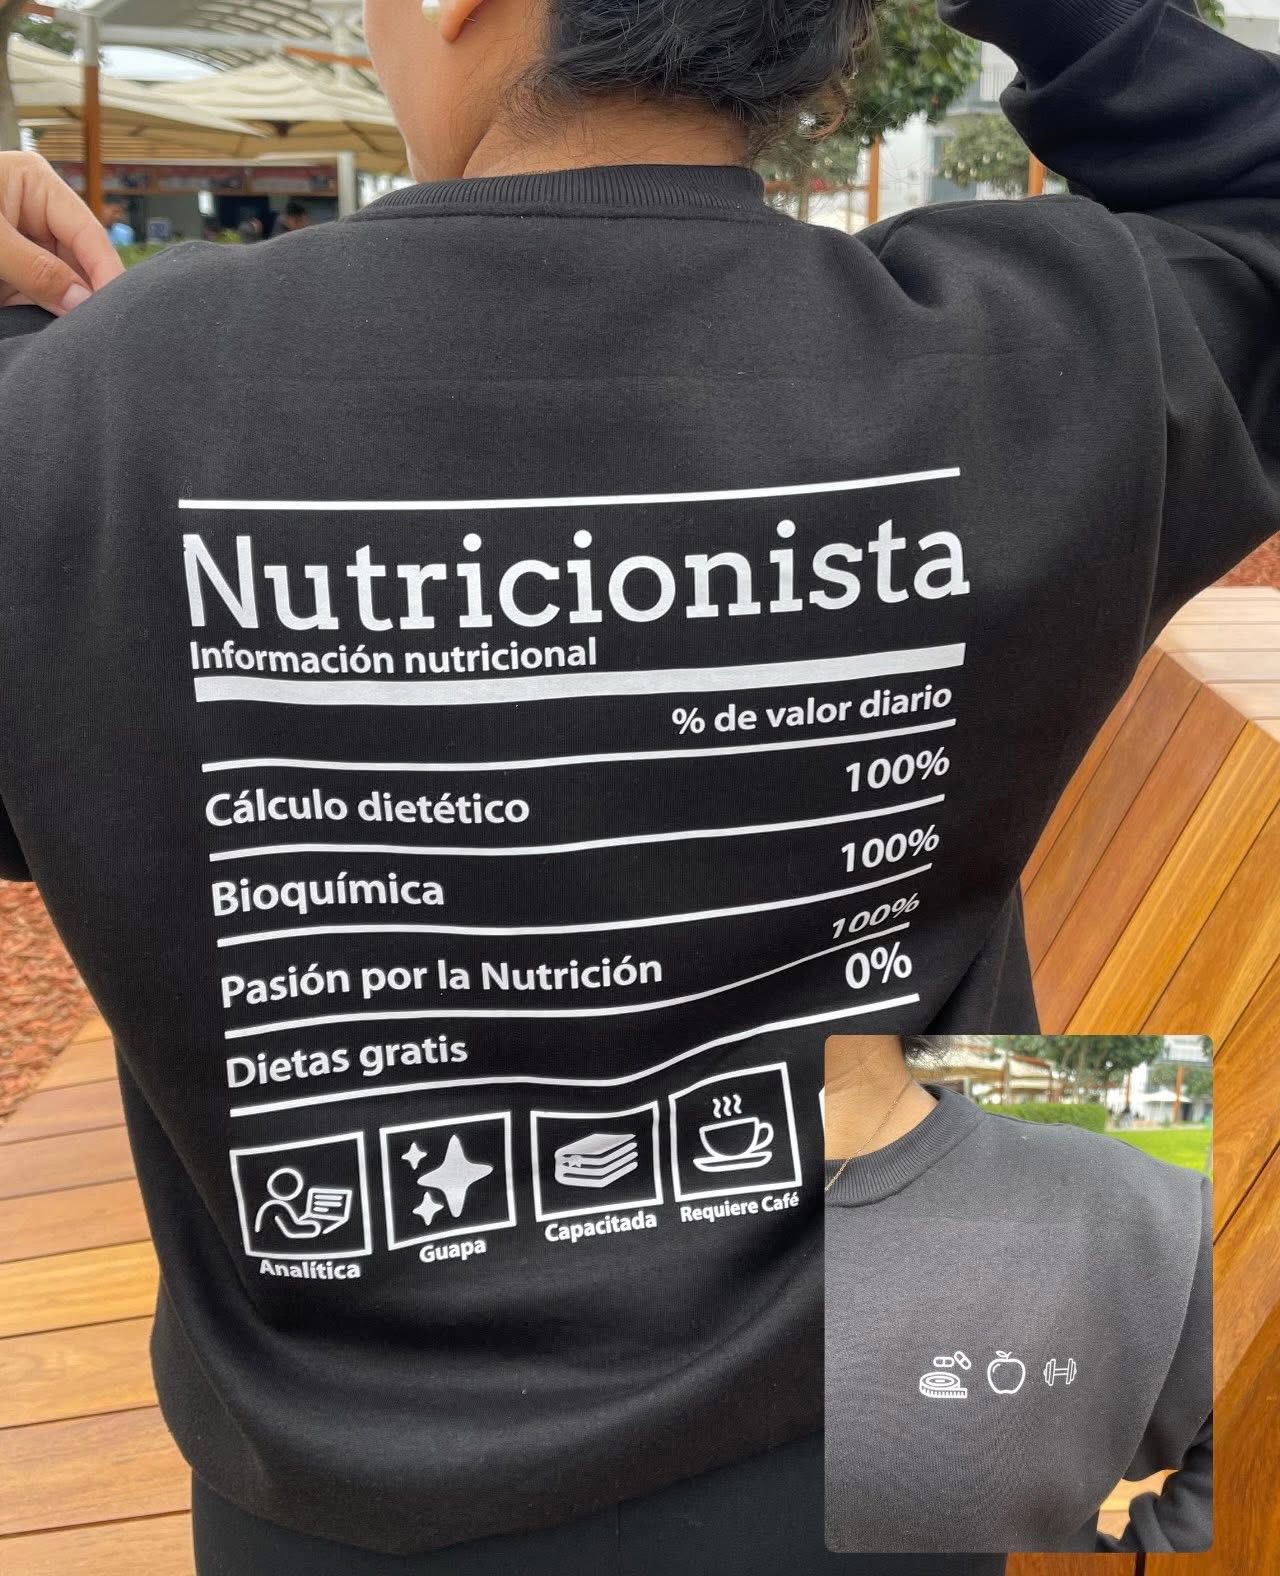 Nutricionista
Información nutricional
% de valor diario
Cálculo dietético 100%
Bioquímica 100%
Pasión por la Nutrición 100%
Dietas gratis 0%
Analítica Guapa Capacitada Requiere Café